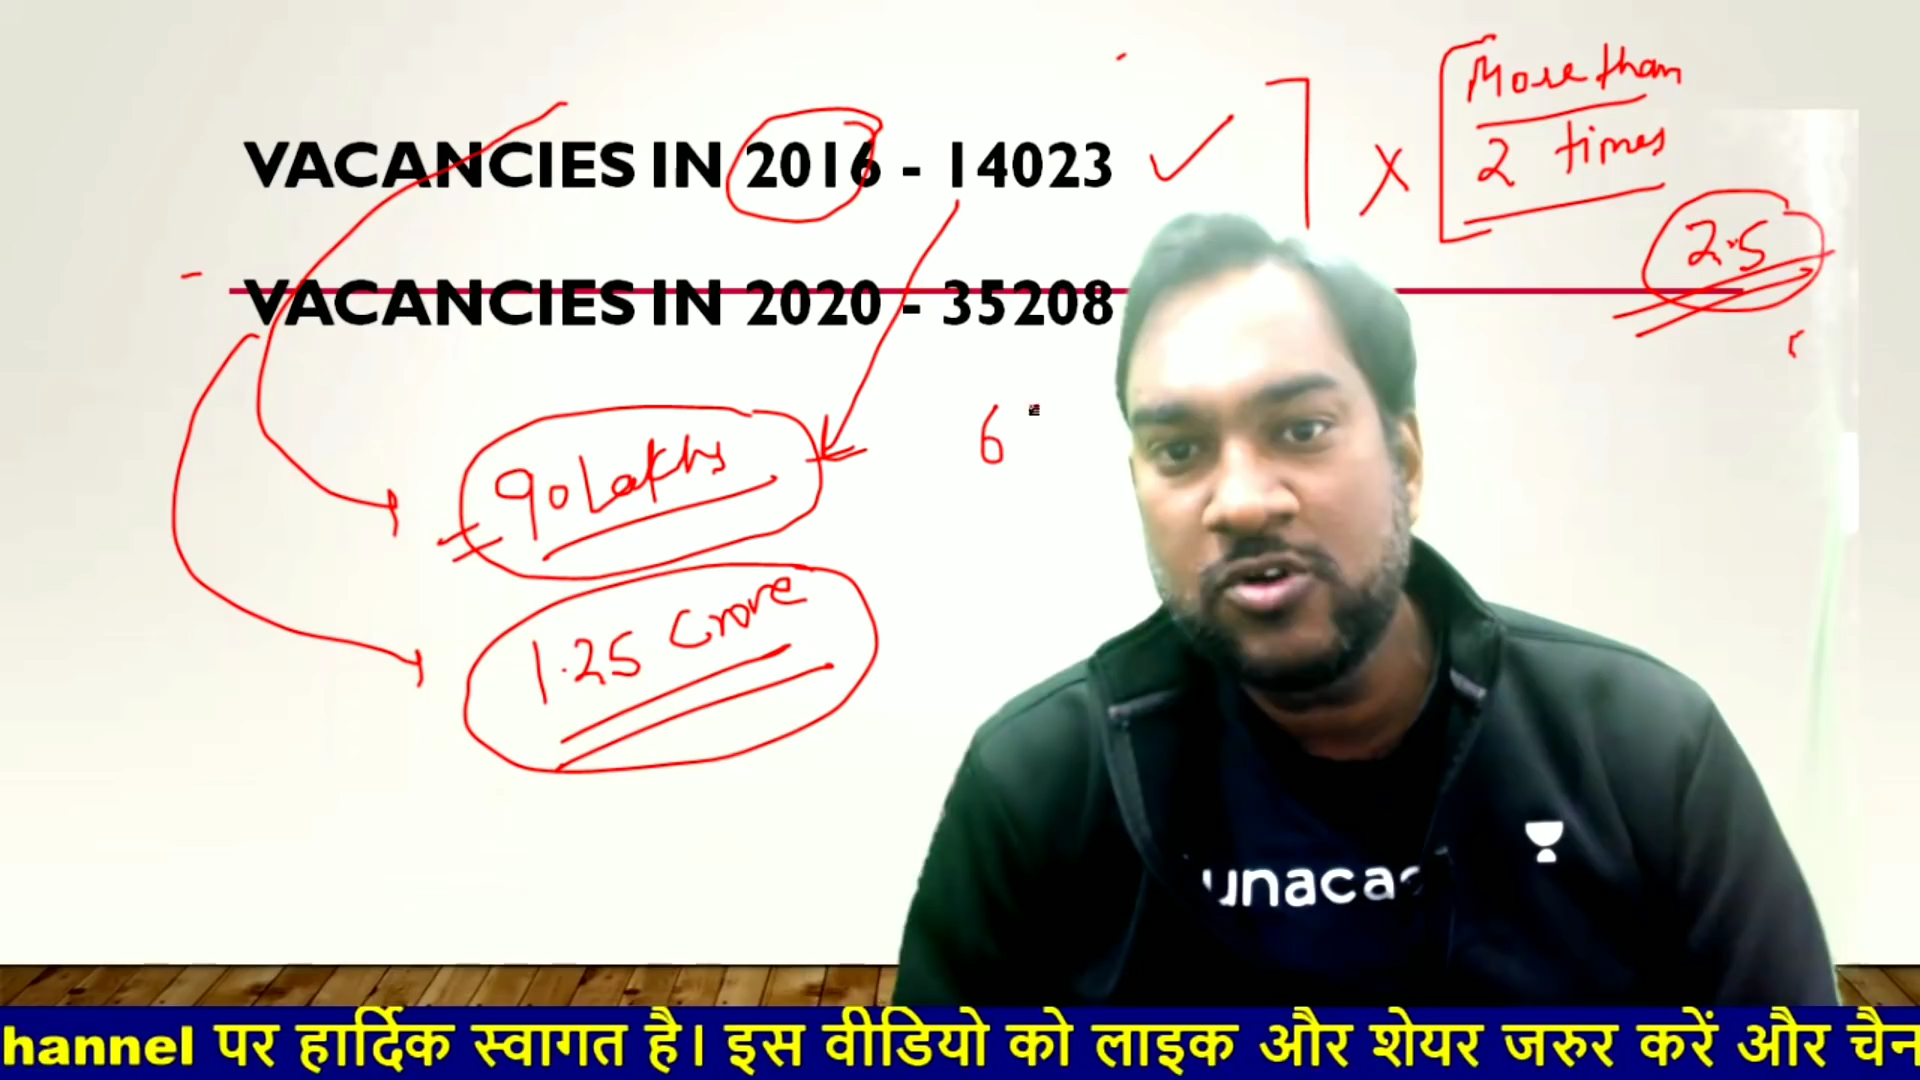 VACANCIES IN 2016 - 14023
More than
2 times
2.5
VACANCIES IN 2020 - 35208
6
90 Lakhs
1.25 Crore
unaca
hannel पर हार्दिक स्वागत है। इस वीडियो को लाइक और शेयर जरुर करें और चैन